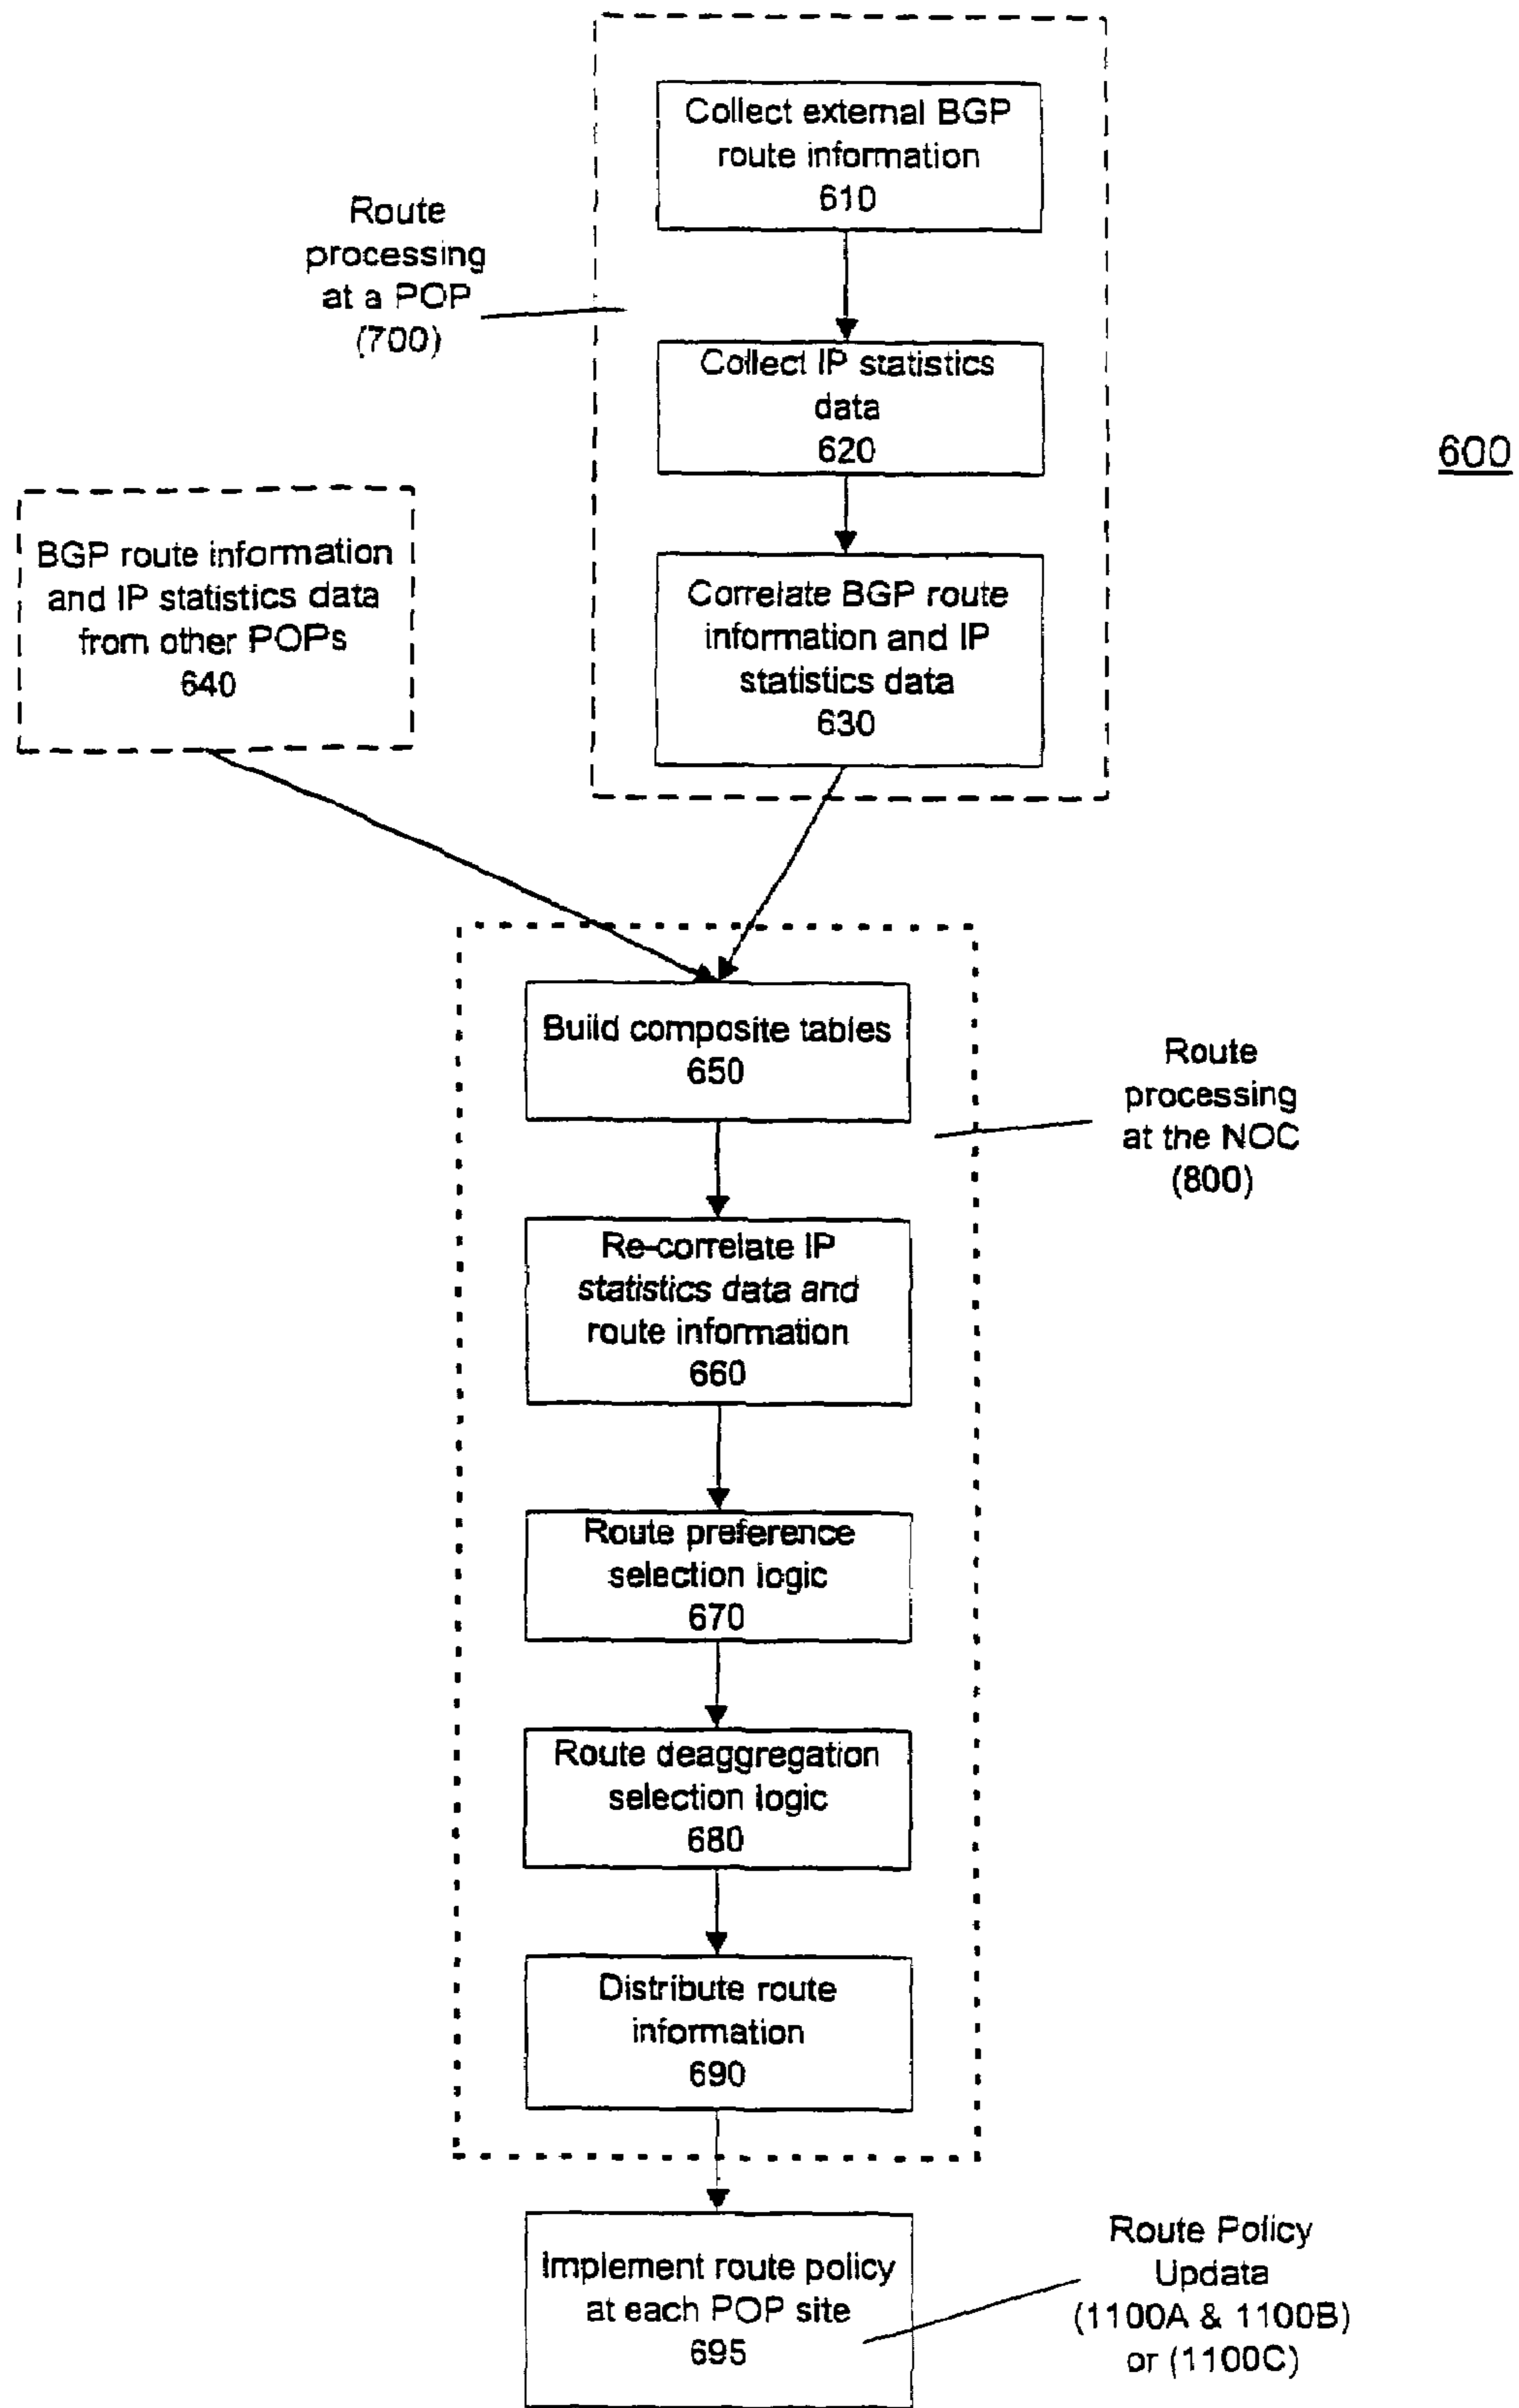 Collect external BGP
route information
610
Route
processing
at a POP
(700)
Collect IP statistics
data
620
600
BGP route information
and IP statistics data
from other POPs
640
Correlate BGP route
information and IP
statistics data
630
Build composite tables
650
Route
processing
at the NOC
(800)
Re-correlate IP
statistics data and
route information
660
Route preference
selection logic
670
Route deaggregation
selection logic
680
Distribute route
information
690
Implement route policy
at each POP site
695
Route Policy
Updata
(1100A & 1100B)
or (1100C)